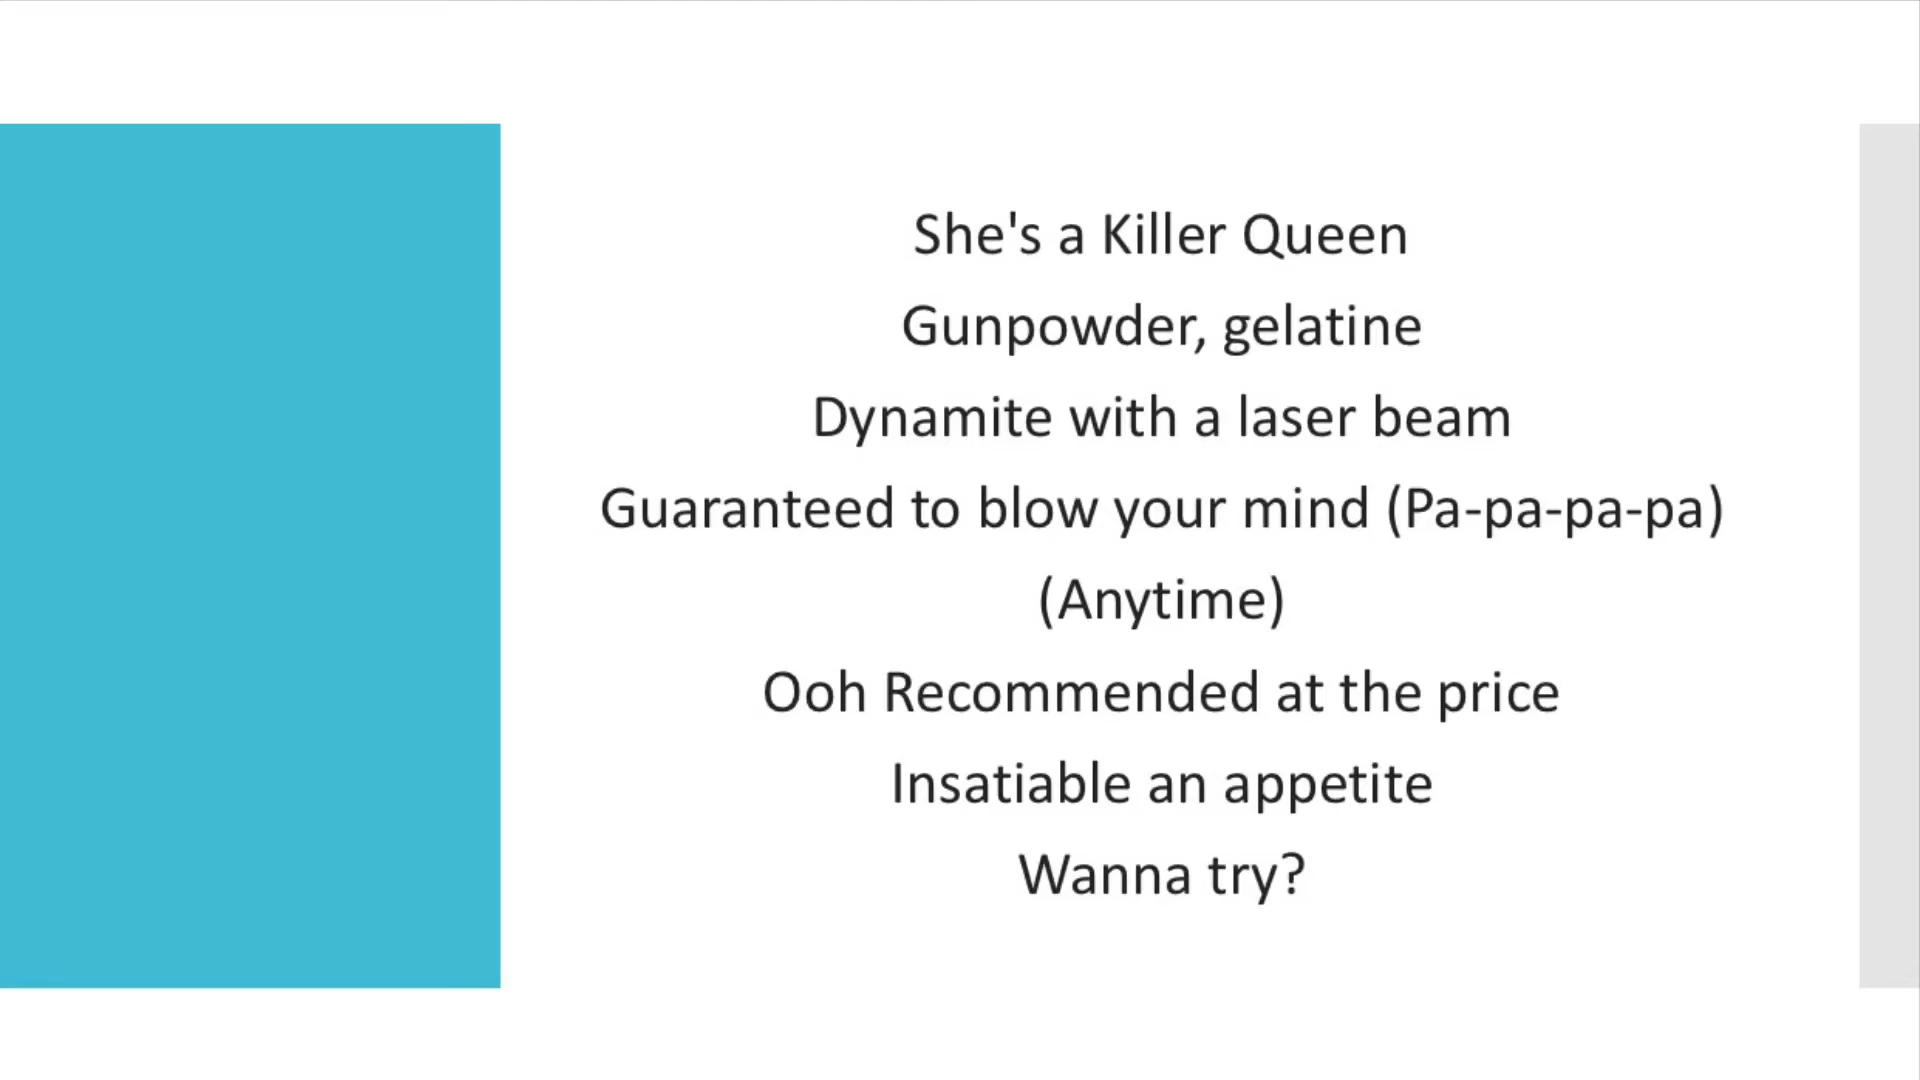 She's a Killer Queen
Gunpowder, gelatine
Dynamite with a laser beam
Guaranteed to blow your mind (Pa-pa-pa-pa)
(Anytime)
Ooh Recommended at the price
Insatiable an appetite
Wanna try?